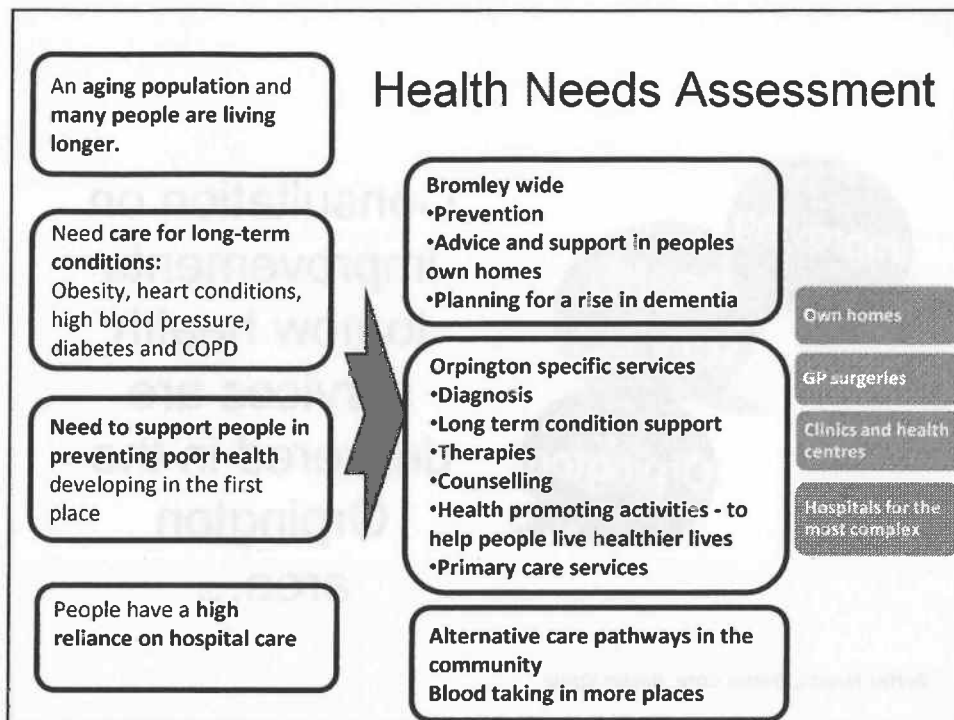 Health Needs Assessment
An aging population and
many people are living
longer.
Need care for long-term
conditions:
Obesity, heart conditions,
high blood pressure,
diabetes and COPD
Need to support people in
preventing poor health
developing in the first
place
People have a high
reliance on hospital care
Bromley wide
•Prevention
•Advice and support in peoples
own homes
•Planning for a rise in dementia
Orpington specific services
•Diagnosis
•Long term condition support
•Therapies
•Counselling
•Health promoting activities - to
help people live healthier lives
•Primary care services
Alternative care pathways in the
community
Blood taking in more places
Own homes
GP surgeries
Clinics and health
centres
Hospitals for the
most complex